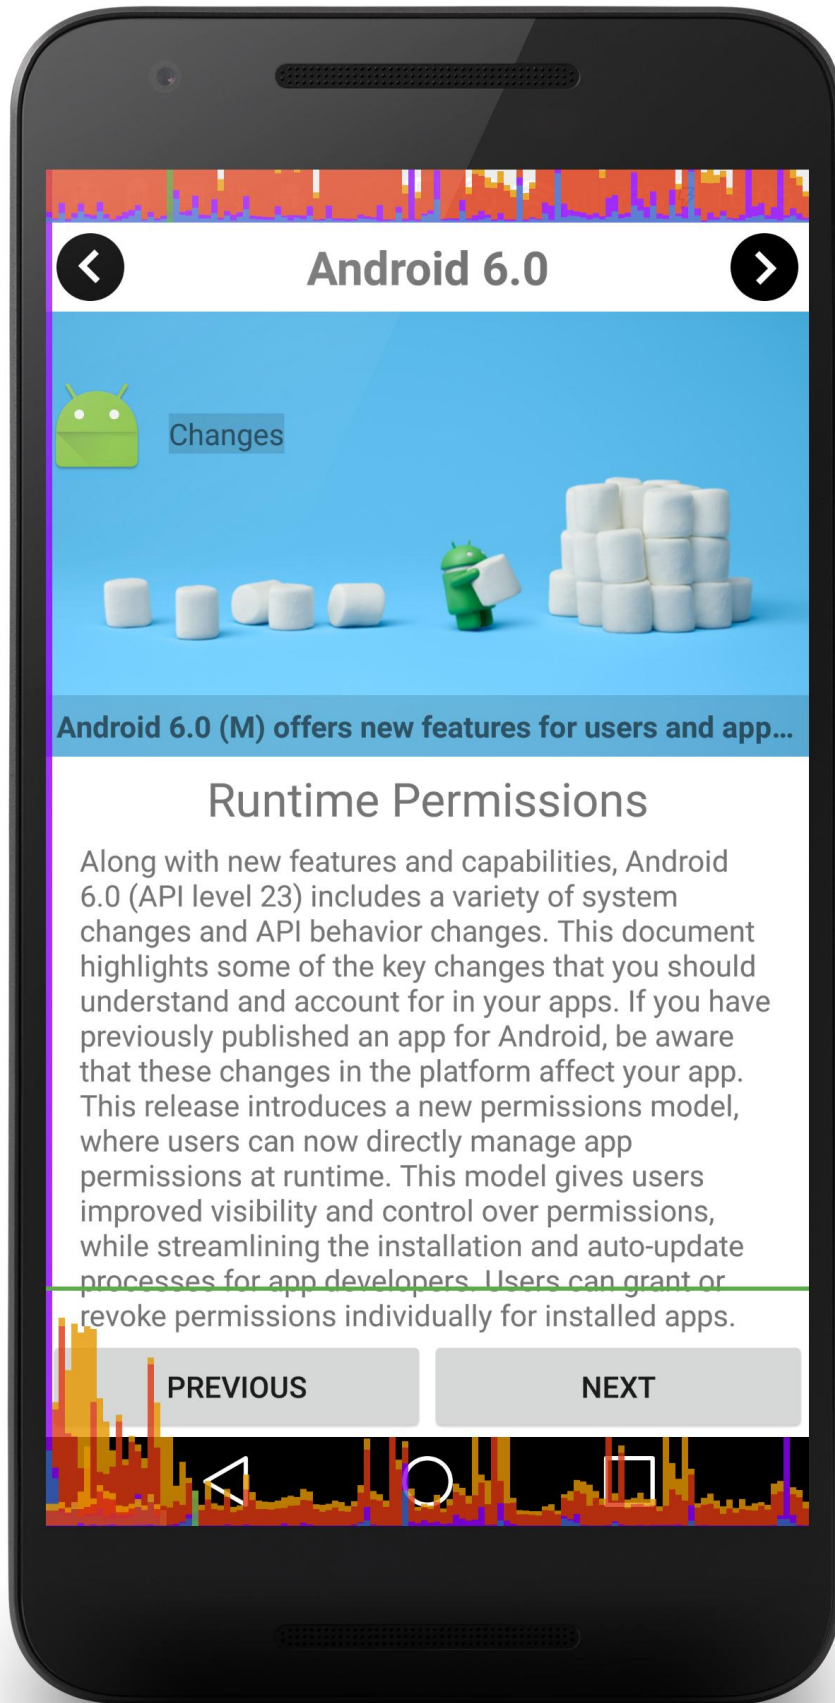 Android 6.0
Changes
Android 6.0 (M) offers new features for users and app...
Runtime Permissions
Along with new features and capabilities, Android
6.0 (API level 23) includes a variety of system
changes and API behavior changes. This document
highlights some of the key changes that you should
understand and account for in your apps. If you have
previously published an app for Android, be aware
that these changes in the platform affect your app.
This release introduces a new permissions model,
where users can now directly manage app
permissions at runtime. This model gives users
improved visibility and control over permissions,
while streamlining the installation and auto-update
processes for app developers. Users can grant or
revoke permissions individually for installed apps.
PREVIOUS
NEXT